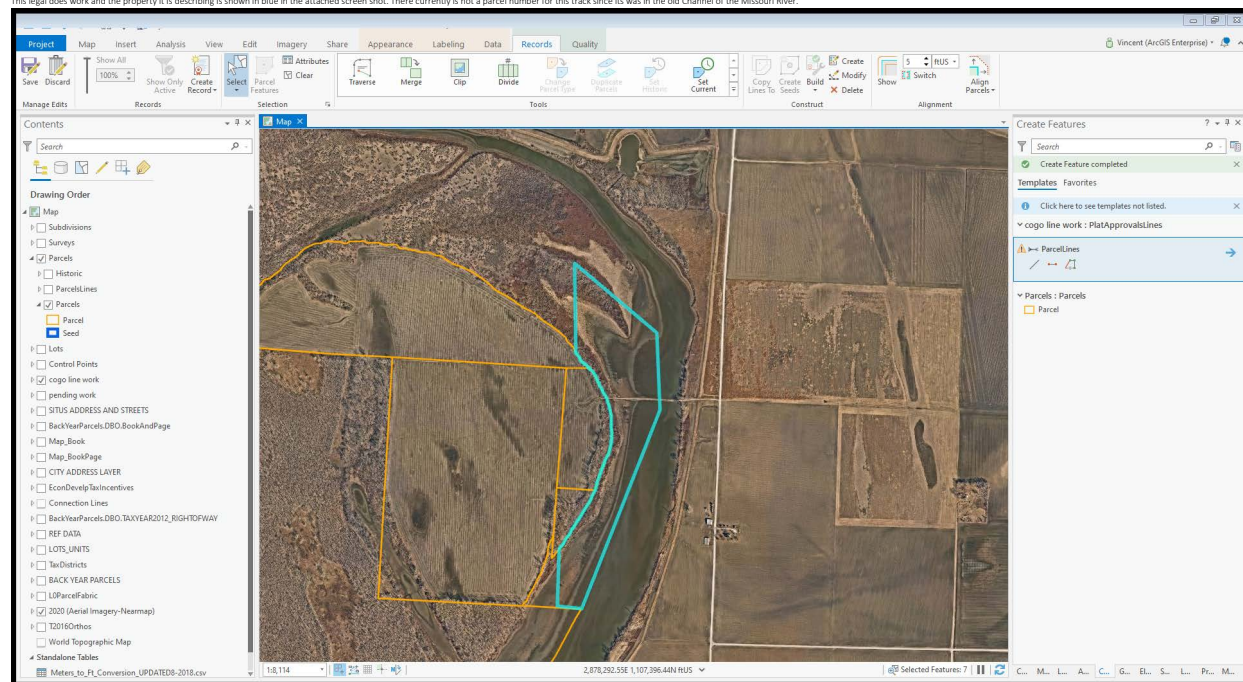 This legal does work and the property it is describing is shown in blue in the attached screen shot. There currently is not a parcel number for this track since its was in the old Channel of the Missouri River.
Project Map Insert Analysis View Edit Imagery Share Appearance Labeling Data Records Quality
Vincent (ArcGIS Enterprise)
Save Discard
Show All
100%
Show Only Active
Create Record
Select
Parcel Features
Attributes
Clear
Traverse
Merge
Clip
Divide
Change Parcel Type
Duplicate Parcels
Set Historic
Set Current
Copy Lines To
Create Seeds
Build
Create
Modify
Delete
Show
5 ftUS
Switch
Align Parcels
Manage Edits Records Selection Tools Construct Alignment
Contents
Search
Drawing Order
Map
Subdivisions
Surveys
Parcels
Historic
ParcelsLines
Parcels
Parcel
Seed
Lots
Control Points
cogo line work
pending work
SITUS ADDRESS AND STREETS
BackYearParcels.DBO.BookAndPage
Map_Book
Map_BookPage
CITY ADDRESS LAYER
EconDevelpTaxIncentives
Connection Lines
BackYearParcels.DBO.TAXYEAR2012_RIGHTOFWAY
REF DATA
LOTS_UNITS
TaxDistricts
BACK YEAR PARCELS
L0ParcelFabric
2020 (Aerial Imagery-Nearmap)
T2016Orthos
World Topographic Map
Standalone Tables
Meters_to_Ft_Conversion_UPDATED8-2018.csv
Map
1:8,114
2,878,292.55E 1,107,396.44N ftUS
Selected Features: 7
Create Features
Search
Create Feature completed
Templates Favorites
Click here to see templates not listed.
cogo line work : PlatApprovalsLines
ParcelLines
Parcels : Parcels
Parcel
C... M... L... A... C... G... El... S... L... Pr... M...